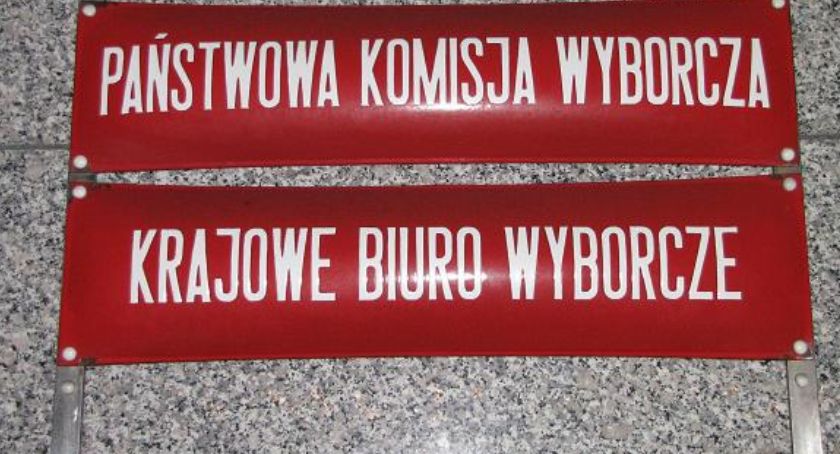 PAŃSTWOWA KOMISJA WYBORCZA
KRAJOWE BIURO WYBORCZE